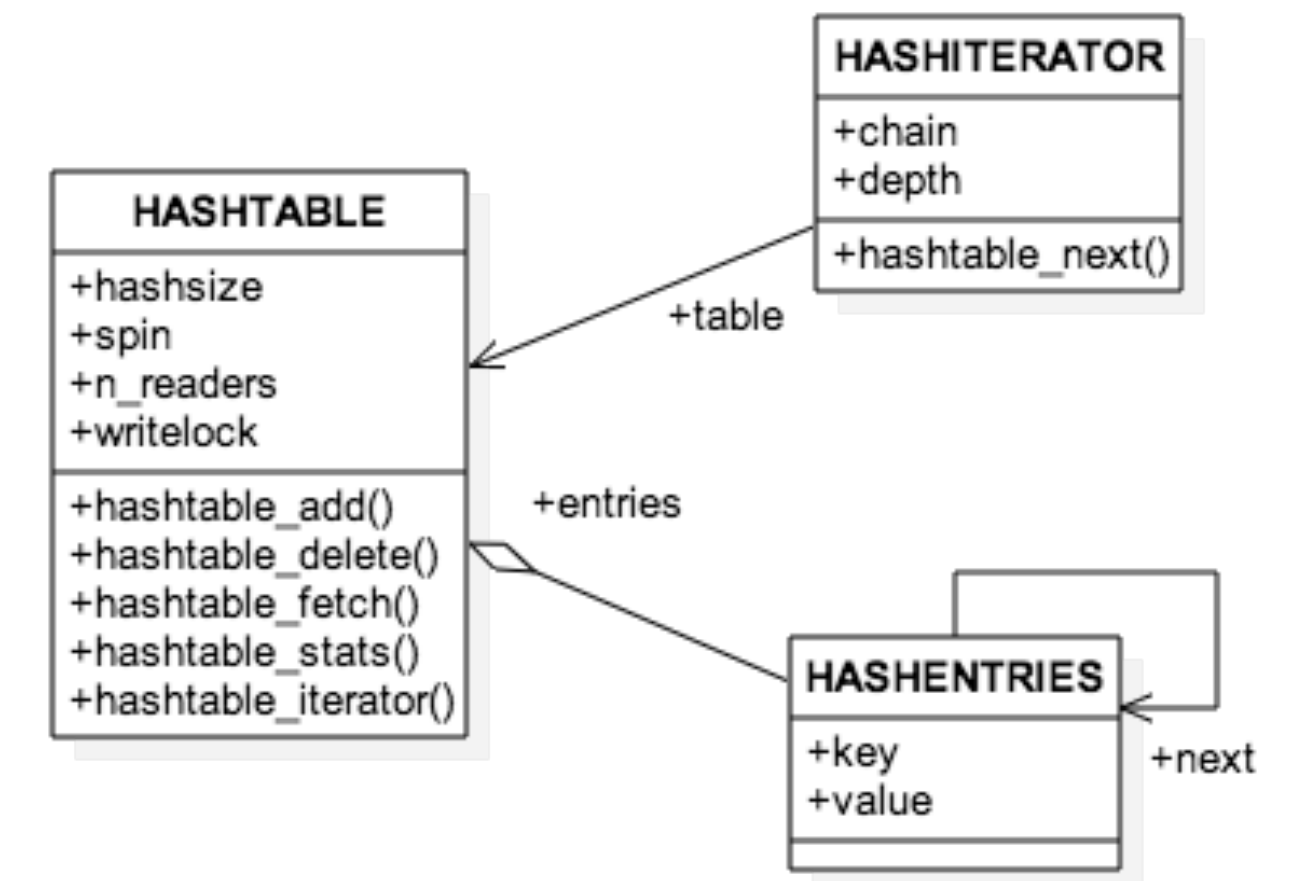 HASHITERATOR
+chain
+depth
+hashtable_next()
+table
HASHTABLE
+hashsize
+spin
+n_readers
+writelock
+hashtable_add()
+hashtable_delete()
+hashtable_fetch()
+hashtable_stats()
+hashtable_iterator()
+entries
HASHENTRIES
+key
+value
+next